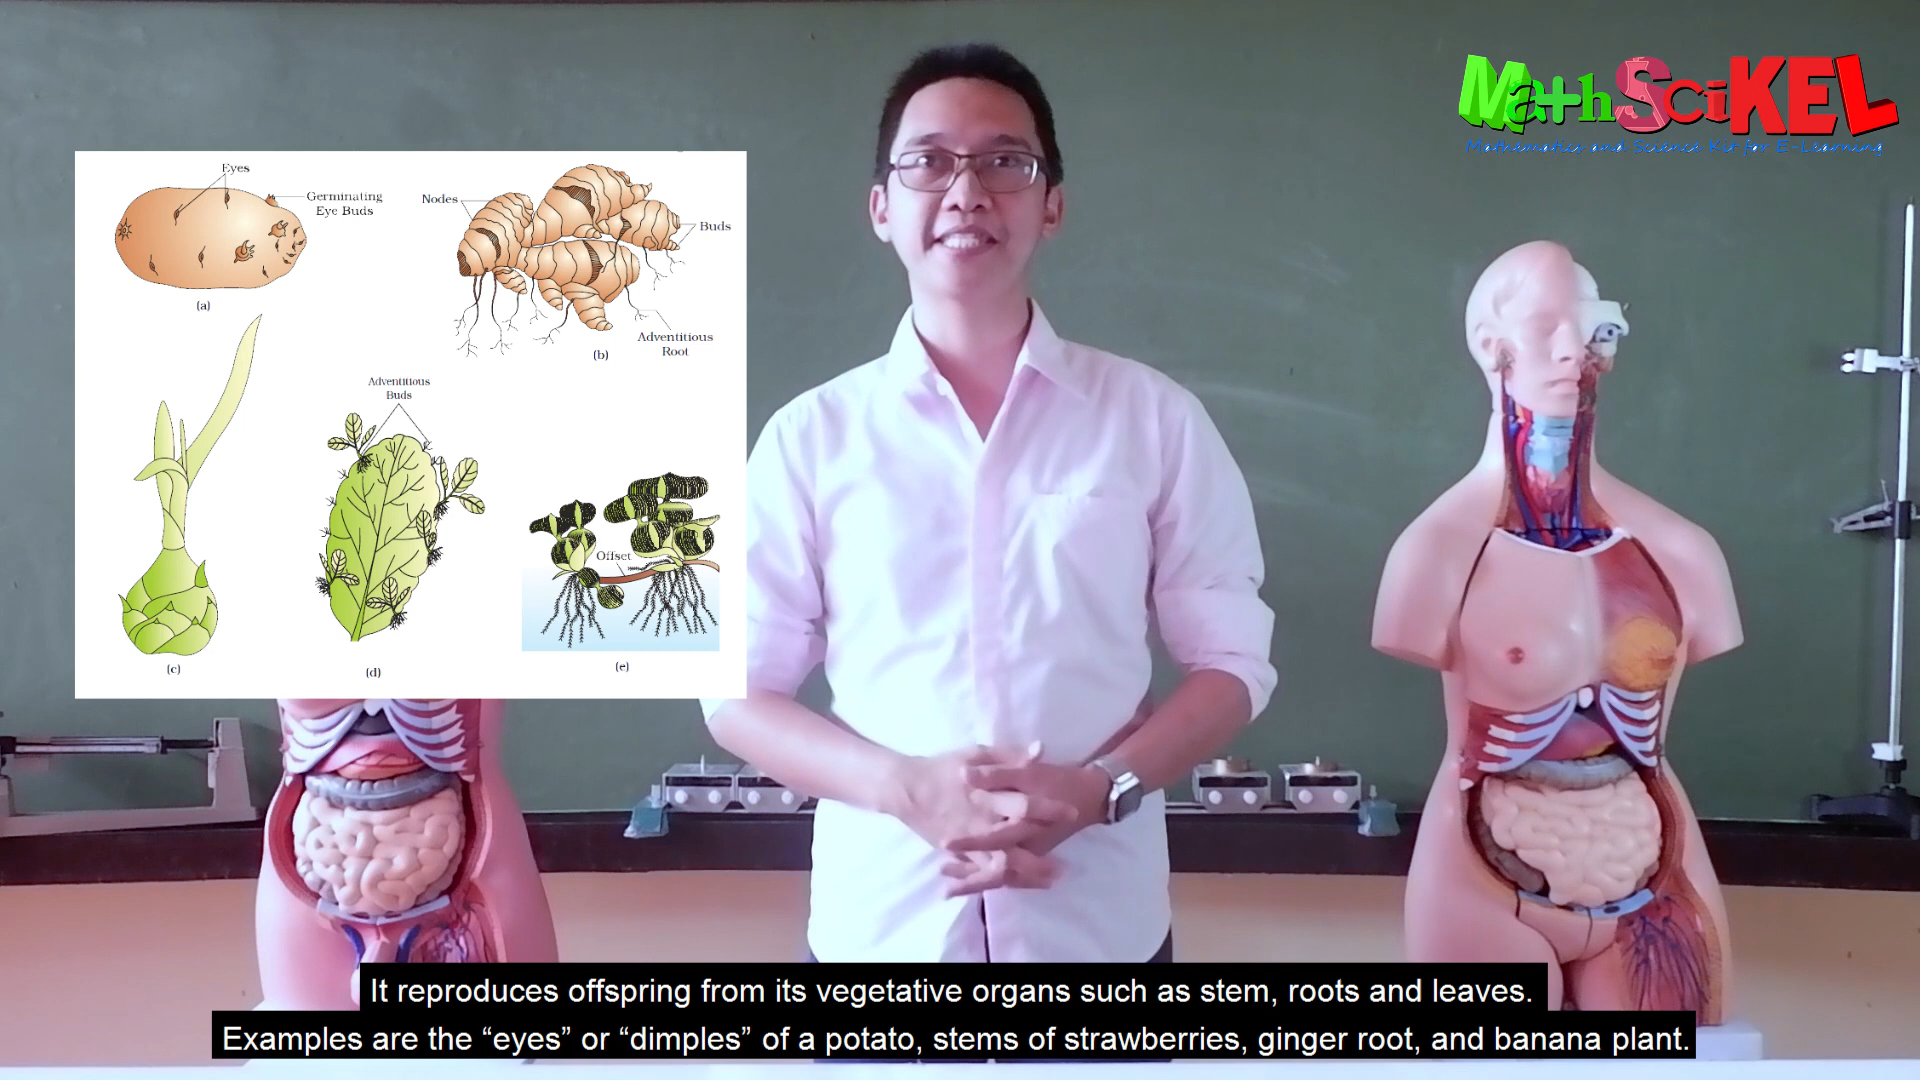 MathSciKEL
Mathematics and Science Kit for E-Learning
Eyes
Germinating
Eye Buds
(a)
Nodes
Buds
Adventitious
Root
(b)
(c)
Adventitious
Buds
(d)
Offset
(e)
It reproduces offspring from its vegetative organs such as stem, roots and leaves.
Examples are the “eyes” or “dimples” of a potato, stems of strawberries, ginger root, and banana plant.